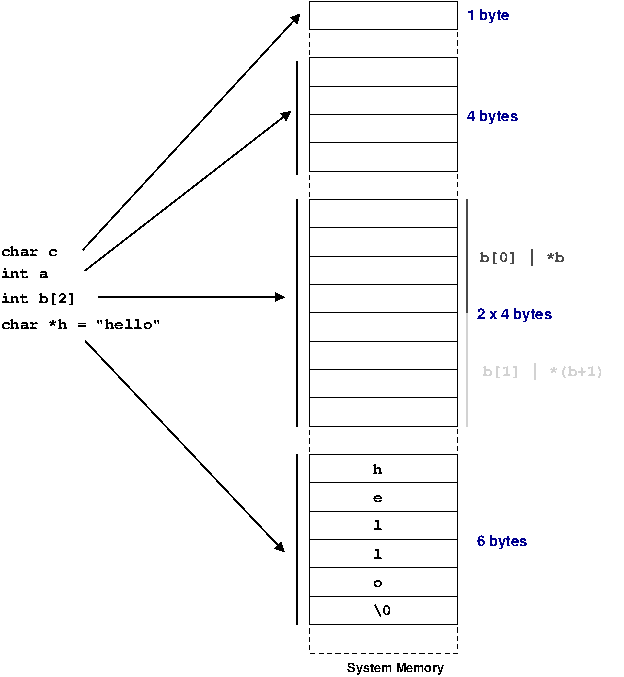 1 byte
4 bytes
char c
int a
int b[2]
char *h = "hello"
b[0] | *b
2 x 4 bytes
b[1] | *(b+1)
h
e
l
l
o
\0
6 bytes
System Memory